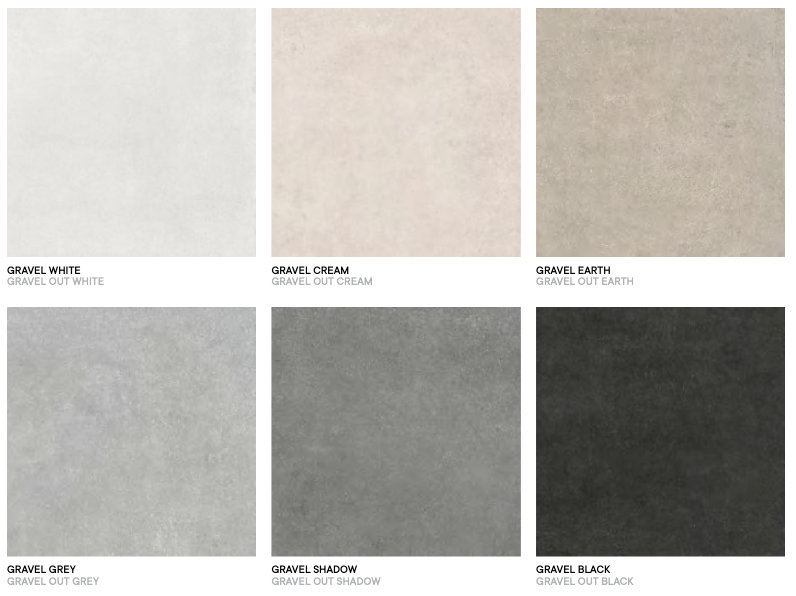 GRAVEL WHITE
GRAVEL OUT WHITE
GRAVEL CREAM
GRAVEL OUT CREAM
GRAVEL EARTH
GRAVEL OUT EARTH
GRAVEL GREY
GRAVEL OUT GREY
GRAVEL SHADOW
GRAVEL OUT SHADOW
GRAVEL BLACK
GRAVEL OUT BLACK